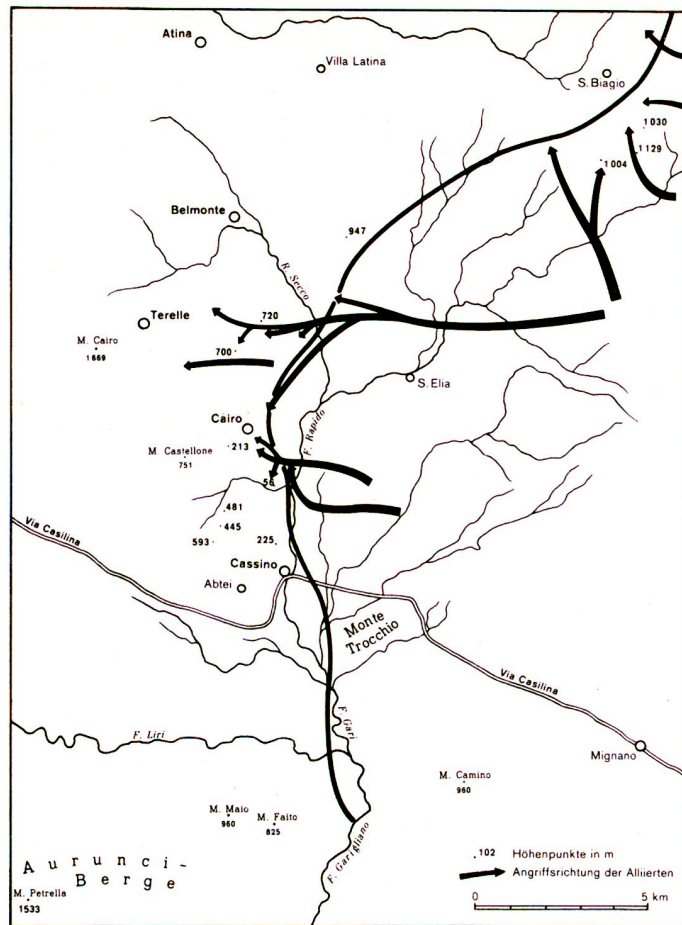 Atina
Villa Latina
S. Biagio
1030
1129
1004
Belmonte
947
R. Secco
Terelle
720
M. Cairo
1669
700
S. Elia
Cairo
F. Rapido
213
M. Castellone
751
56
481
445
593
225
Via Casilina
Cassino
Abtei
Monte
Trocchio
Via Casilina
F. Gari
F. Liri
Mignano
M. Camino
960
M. Maio
960
M. Faito
825
Aurunci-
Berge
F. Garigliano
M. Petrella
1533
.102 Höhenpunkte in m
Angriffsrichtung der Alliierten
0 5 km